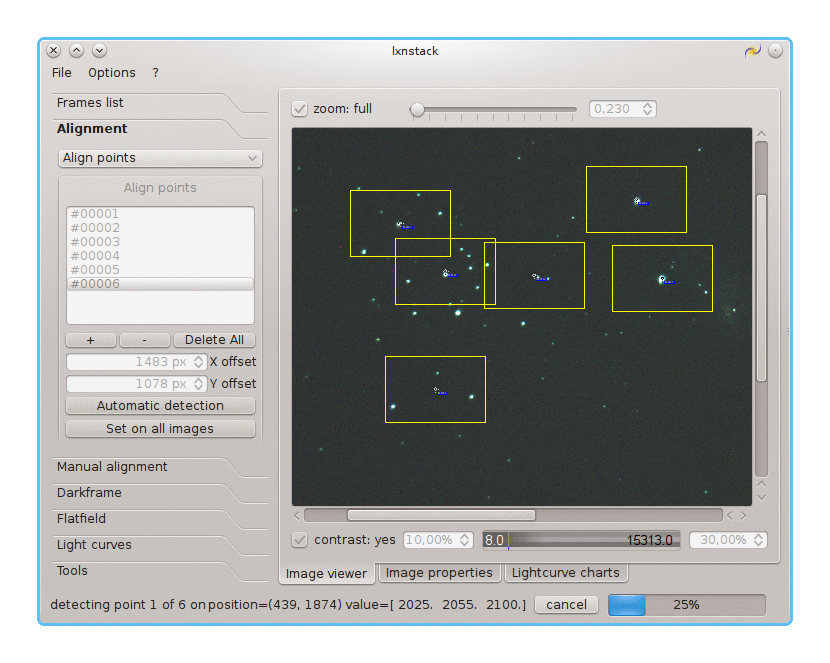 lxnstack
File Options ?
Frames list
Alignment
Align points
Align points
#00001
#00002
#00003
#00004
#00005
#00006
+ - Delete All
1483 px X offset
1078 px Y offset
Automatic detection
Set on all images
Manual alignment
Darkframe
Flatfield
Light curves
Tools
zoom: full 0,230
contrast: yes 10,00% 8.0 15313.0 30,00%
Image viewer Image properties Lightcurve charts
detecting point 1 of 6 on position=(439, 1874) value=[ 2025. 2055. 2100.] cancel 25%